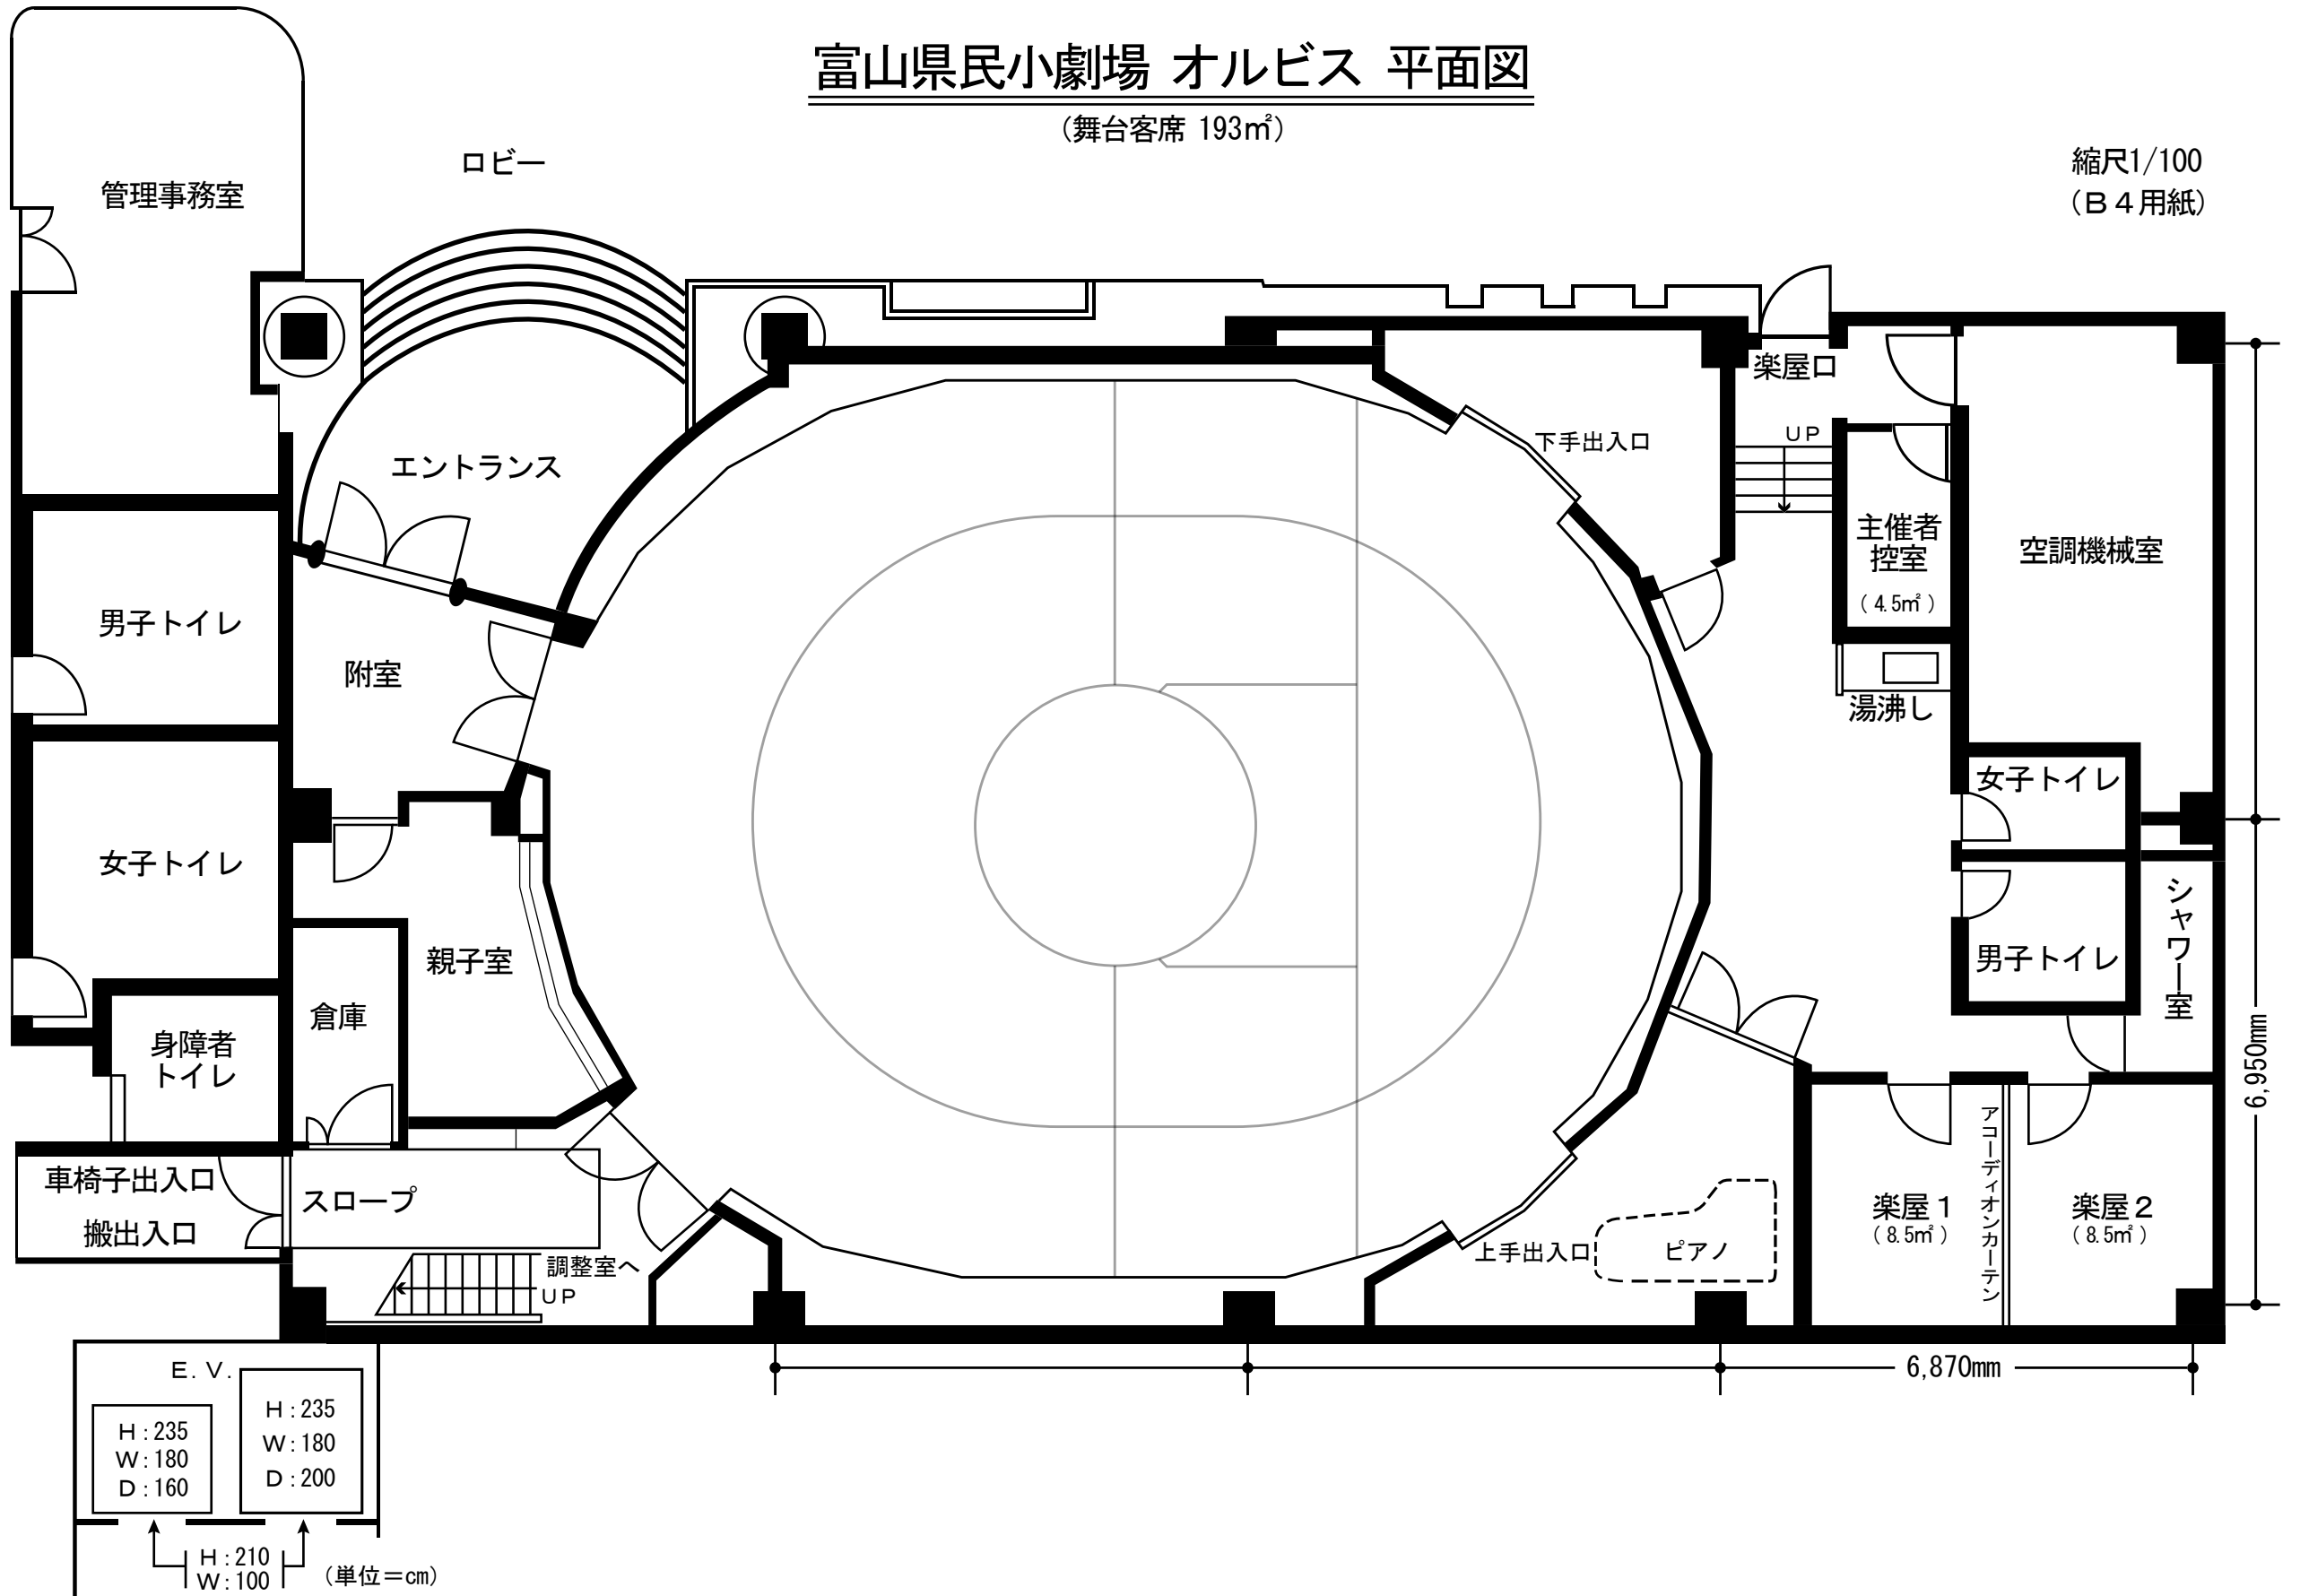 富山県民小劇場 オルビス 平面図
(舞台客席 193㎡)
縮尺1/100
(B4用紙)
ロビー
管理事務室
楽屋口
UP
下手出入口
エントランス
主催者
控室
(4.5㎡)
空調機械室
男子トイレ
附室
湯沸し
女子トイレ
女子トイレ
シャワー室
親子室
男子トイレ
倉庫
身障者
トイレ
6,950mm
アコーディオンカーテン
車椅子出入口
搬出入口
スロープ
楽屋1
(8.5㎡)
楽屋2
(8.5㎡)
上手出入口
ピアノ
調整室へ
UP
6,870mm
E.V.
H:235
W:180
D:160
H:235
W:180
D:200
H:210
W:100
(単位=cm)